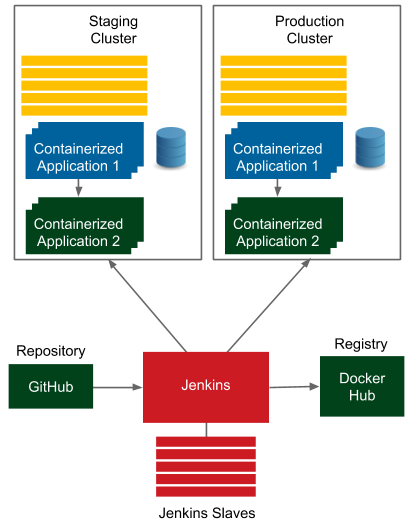 Staging
Cluster
Containerized
Application 1
Containerized
Application 2
Production
Cluster
Containerized
Application 1
Containerized
Application 2
Repository
GitHub
Jenkins
Registry
Docker
Hub
Jenkins Slaves